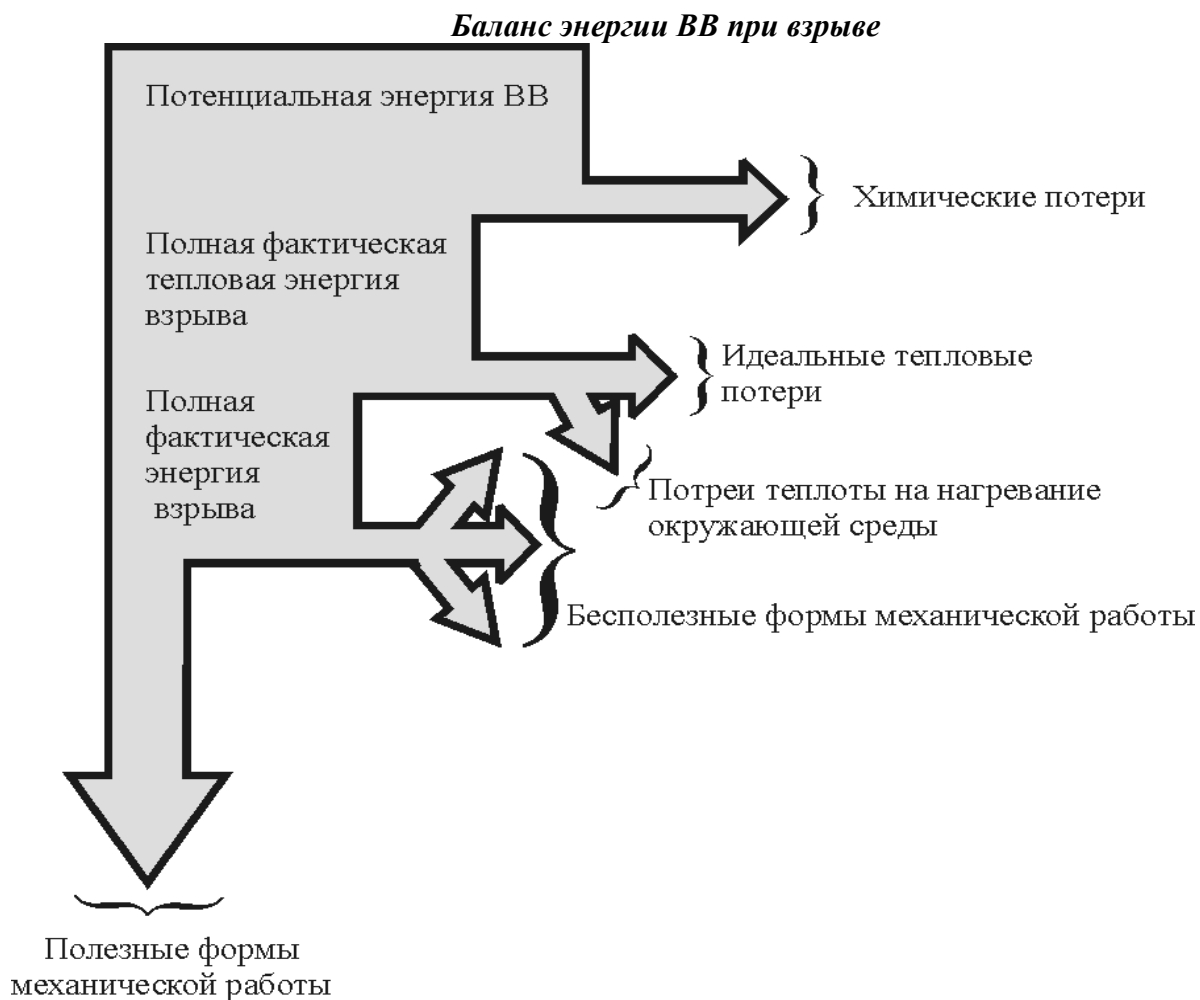 Баланс энергии ВВ при взрыве
Потенциальная энергия ВВ
Химические потери
Полная фактическая
тепловая энергия
взрыва
Идеальные тепловые
потери
Полная
фактическая
энергия
взрыва
Потреи теплоты на нагревание
окружающей среды
Бесполезные формы механической работы
Полезные формы
механической работы